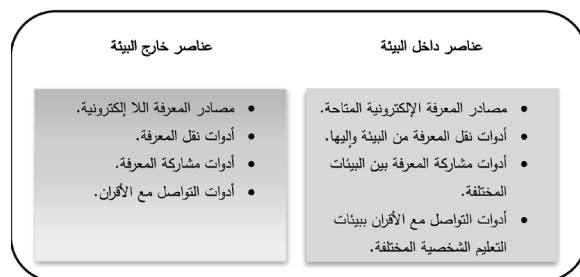 عناصر داخل البيئة
• مصادر المعرفة الإلكترونية المتاحة.
• أدوات نقل المعرفة من البيئة وإليها.
• أدوات مشاركة المعرفة بين البيئات
المختلفة.
• أدوات التواصل مع الأقران ببيئات
التعليم الشخصية المختلفة.
عناصر خارج البيئة
• مصادر المعرفة اللا إلكترونية.
• أدوات نقل المعرفة.
• أدوات مشاركة المعرفة.
• أدوات التواصل مع الأقران.